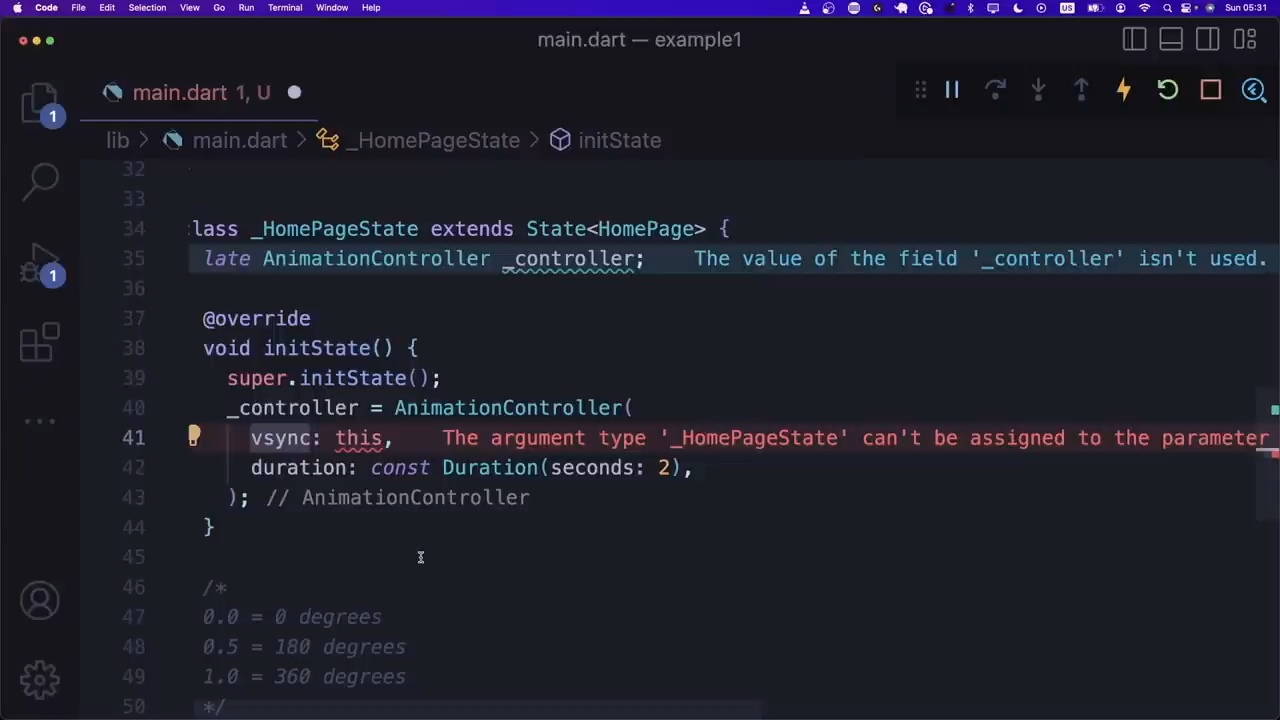 Code File Edit Selection View Go Run Terminal Window Help US Sun 05:31
main.dart — example1
main.dart 1, U
1
lib > main.dart > _HomePageState > initState
32
33
34 lass _HomePageState extends State<HomePage> {
35 late AnimationController _controller; The value of the field '_controller' isn't used.
36
37 @override
38 void initState() {
39 super.initState();
40 _controller = AnimationController(
41 vsync: this, The argument type '_HomePageState' can't be assigned to the parameter
42 duration: const Duration(seconds: 2),
43 ); // AnimationController
44 }
45
46 /*
47 0.0 = 0 degrees
48 0.5 = 180 degrees
49 1.0 = 360 degrees
50 */
1